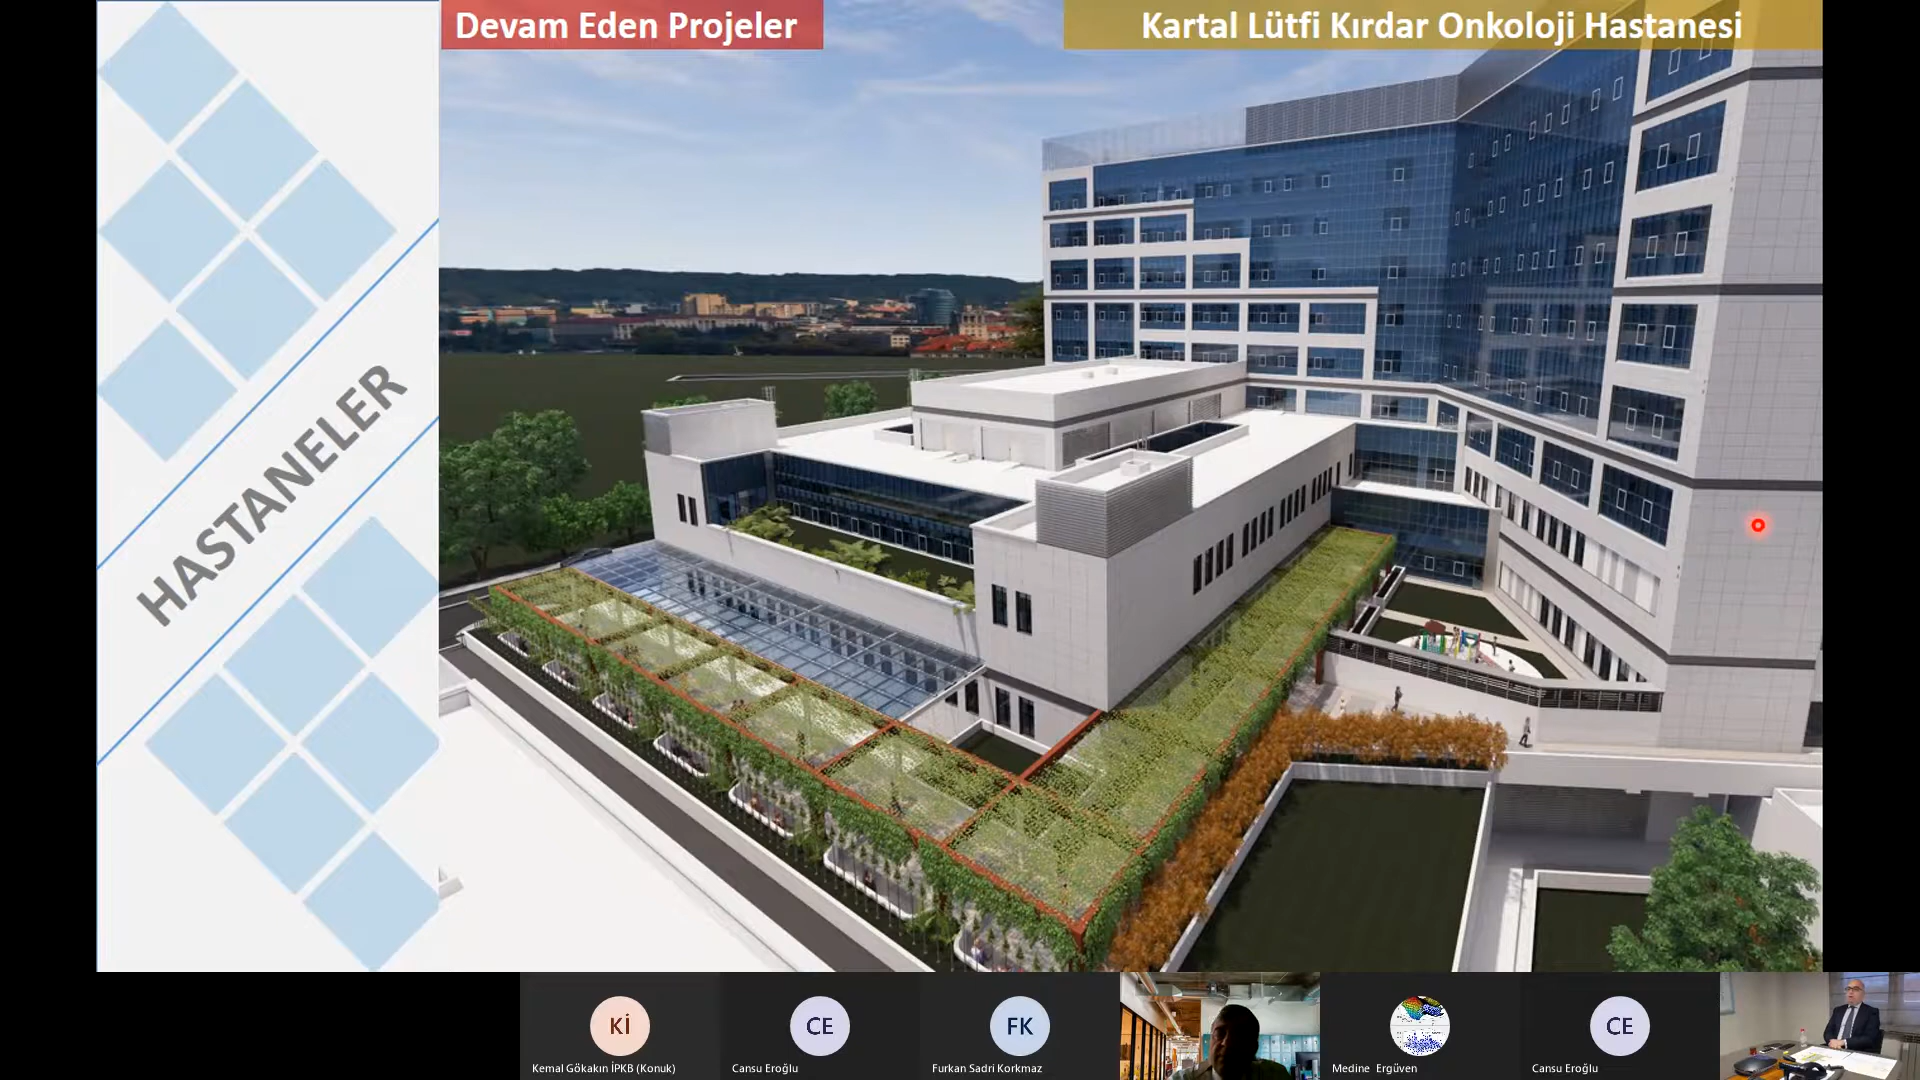 Devam Eden Projeler
Kartal Lütfi Kırdar Onkoloji Hastanesi
HASTANELER
Kİ
CE
FK
CE
Kemal Gökakın İPKB (Konuk)
Cansu Eroğlu
Furkan Sadri Korkmaz
Medine Ergüven
Cansu Eroğlu